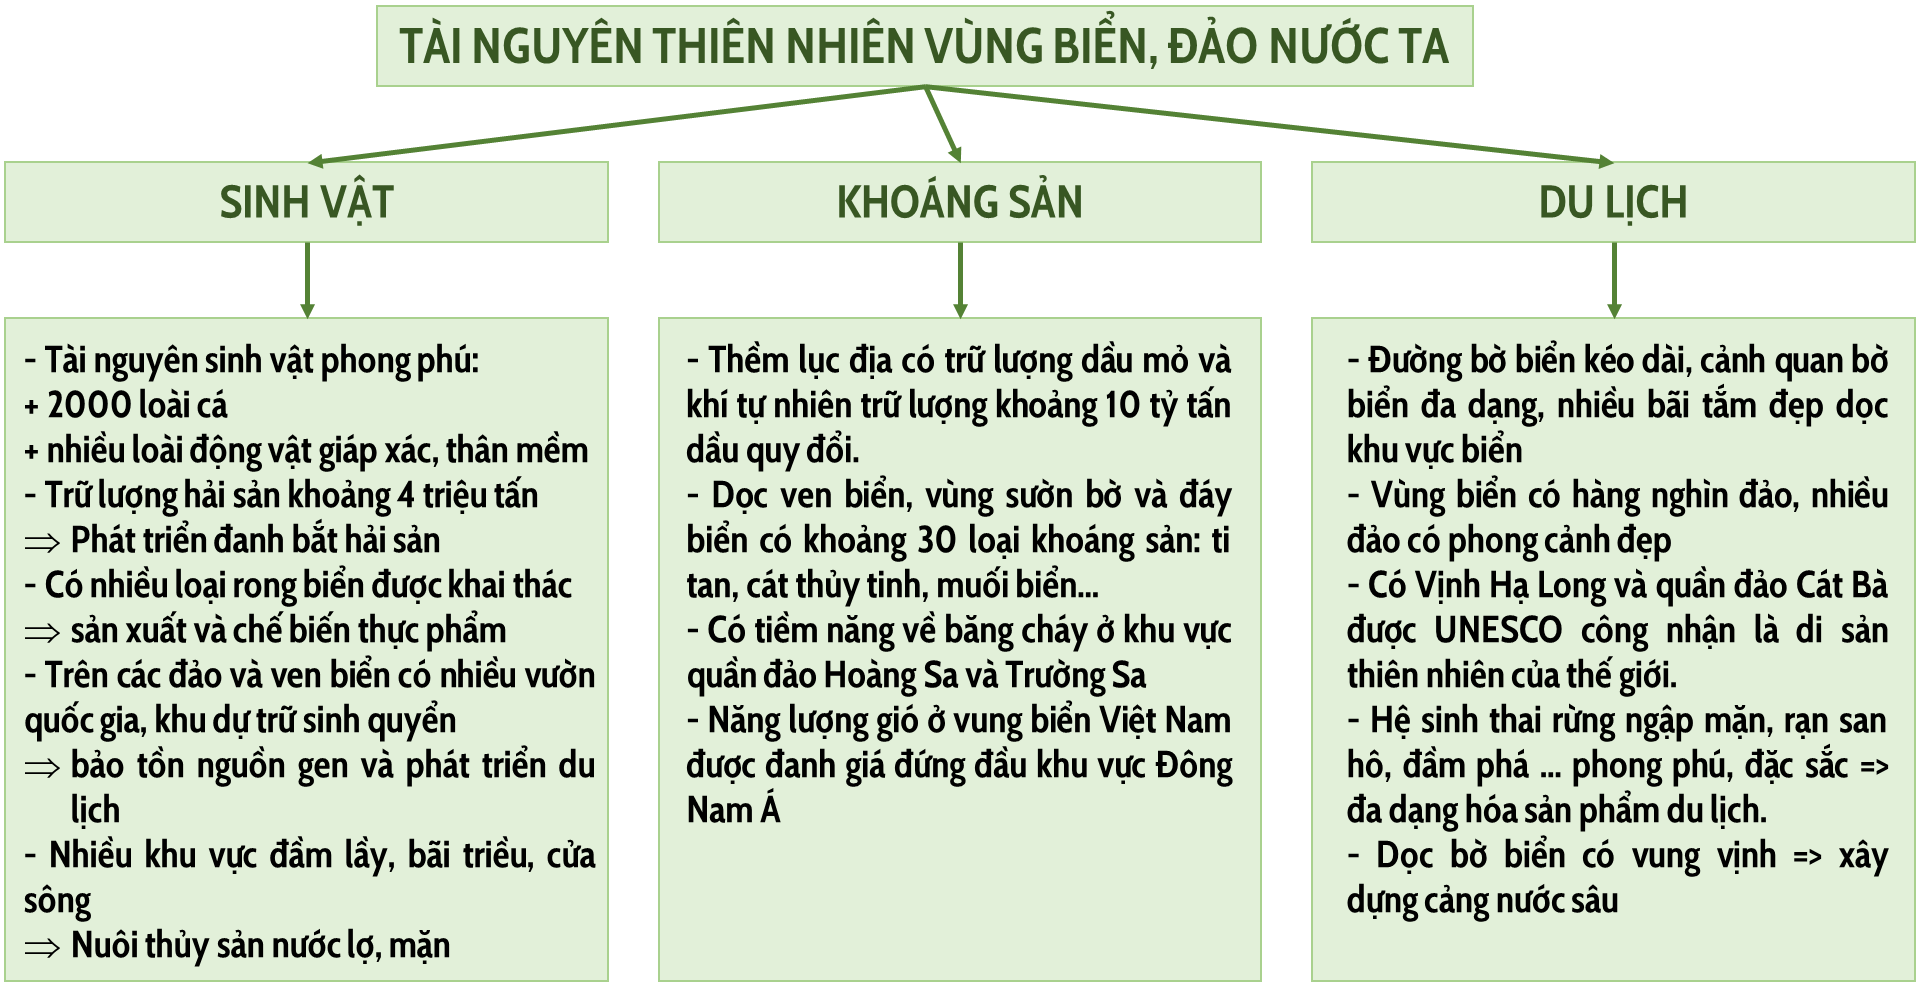 TÀI NGUYÊN THIÊN NHIÊN VÙNG BIỂN, ĐẢO NƯỚC TA
SINH VẬT
- Tài nguyên sinh vật phong phú:
+ 2000 loài cá
+ nhiều loài động vật giáp xác, thân mềm
- Trữ lượng hải sản khoảng 4 triệu tấn
⇒ Phát triển đanh bắt hải sản
- Có nhiều loại rong biển được khai thác
⇒ sản xuất và chế biến thực phẩm
- Trên các đảo và ven biển có nhiều vườn
quốc gia, khu dự trữ sinh quyển
⇒ bảo tồn nguồn gen và phát triển du
lịch
- Nhiều khu vực đầm lầy, bãi triều, cửa
sông
⇒ Nuôi thủy sản nước lợ, mặn
KHOÁNG SẢN
- Thềm lục địa có trữ lượng dầu mỏ và
khí tự nhiên trữ lượng khoảng 10 tỷ tấn
dầu quy đổi.
- Dọc ven biển, vùng sườn bờ và đáy
biển có khoảng 30 loại khoáng sản: ti
tan, cát thủy tinh, muối biển...
- Có tiềm năng về băng cháy ở khu vực
quần đảo Hoàng Sa và Trường Sa
- Năng lượng gió ở vung biển Việt Nam
được đanh giá đứng đầu khu vực Đông
Nam Á
DU LỊCH
- Đường bờ biển kéo dài, cảnh quan bờ
biển đa dạng, nhiều bãi tắm đẹp dọc
khu vực biển
- Vùng biển có hàng nghìn đảo, nhiều
đảo có phong cảnh đẹp
- Có Vịnh Hạ Long và quần đảo Cát Bà
được UNESCO công nhận là di sản
thiên nhiên của thế giới.
- Hệ sinh thai rừng ngập mặn, rạn san
hô, đầm phá ... phong phú, đặc sắc =>
đa dạng hóa sản phẩm du lịch.
- Dọc bờ biển có vung vịnh => xây
dựng cảng nước sâu